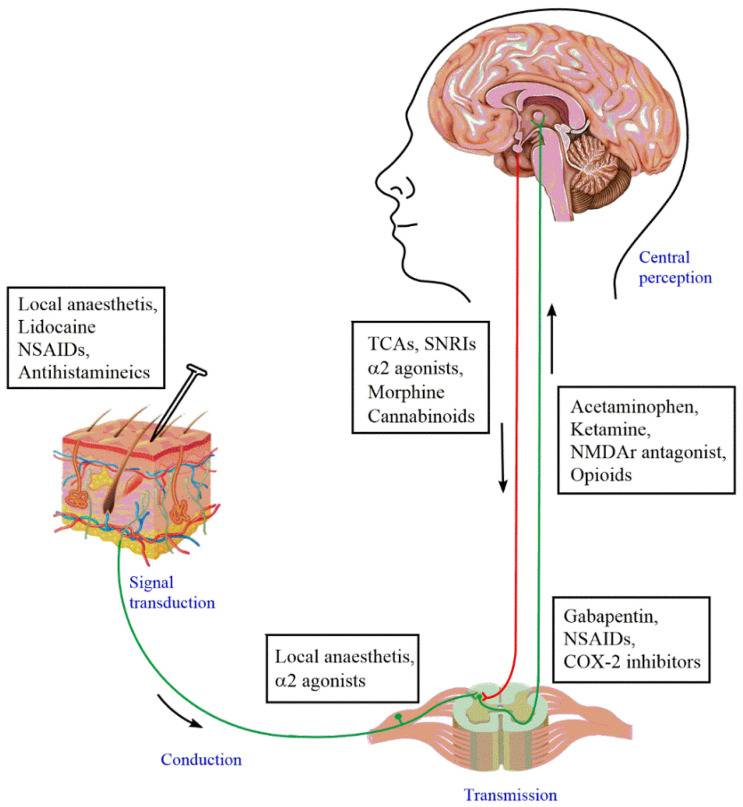 Central
perception
Local anaesthetis,
Lidocaine
NSAIDs,
Antihistamineics
TCAs, SNRIs
α2 agonists,
Morphine
Cannabinoids
Acetaminophen,
Ketamine,
NMDAr antagonist,
Opioids
Signal
transduction
Gabapentin,
NSAIDs,
COX-2 inhibitors
Local anaesthetis,
α2 agonists
Conduction
Transmission